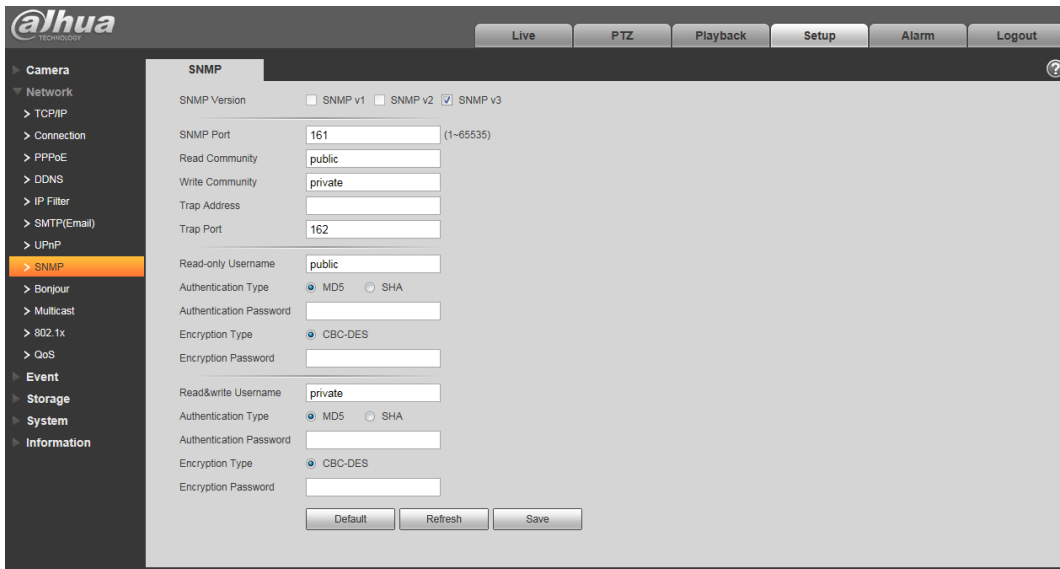 alhua
TECHNOLOGY
Live PTZ Playback Setup Alarm Logout
Camera
Network
TCP/IP
Connection
PPPoE
DDNS
IP Filter
SMTP(Email)
UPnP
SNMP
Bonjour
Multicast
802.1x
QoS
Event
Storage
System
Information
SNMP
?
SNMP Version SNMP v1 SNMP v2 SNMP v3
SNMP Port 161 (1~65535)
Read Community public
Write Community private
Trap Address
Trap Port 162
Read-only Username public
Authentication Type MD5 SHA
Authentication Password
Encryption Type CBC-DES
Encryption Password
Read&write Username private
Authentication Type MD5 SHA
Authentication Password
Encryption Type CBC-DES
Encryption Password
Default Refresh Save